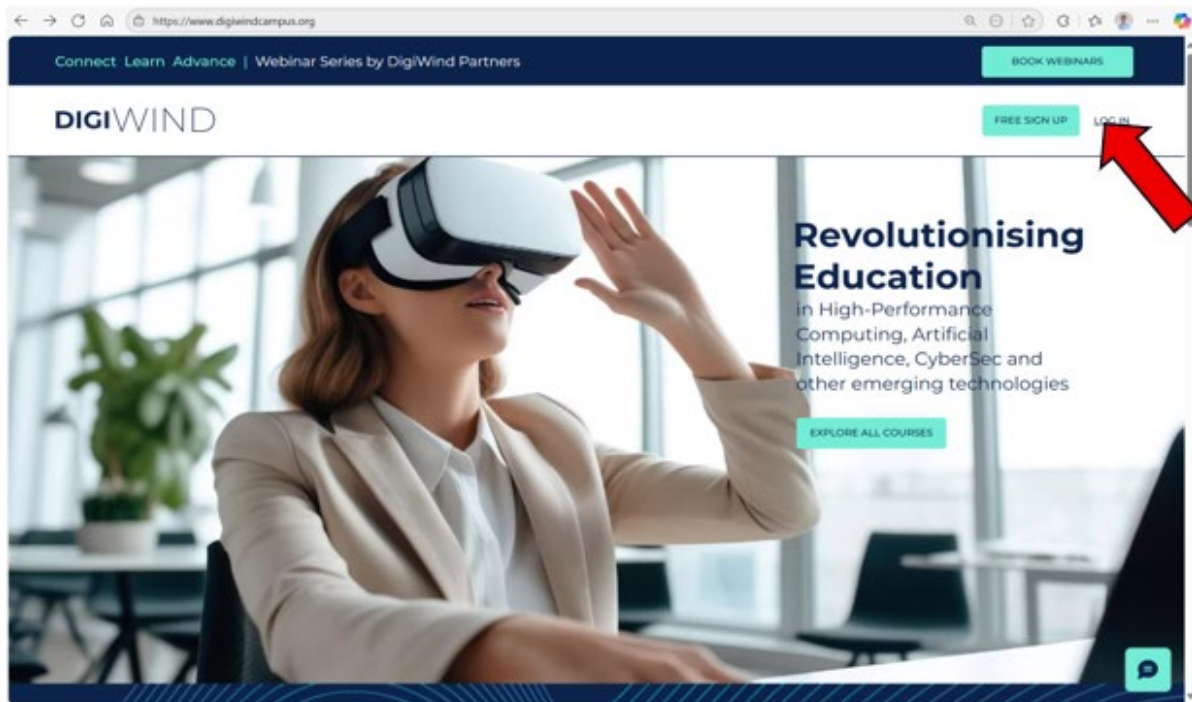 https://www.digiwindcampus.org
Connect Learn Advance | Webinar Series by DigiWind Partners
BOOK WEBINARS
DIGIWIND
FREE SIGN UP
LOG IN
Revolutionising
Education
in High-Performance
Computing, Artificial
Intelligence, CyberSec and
other emerging technologies
EXPLORE ALL COURSES